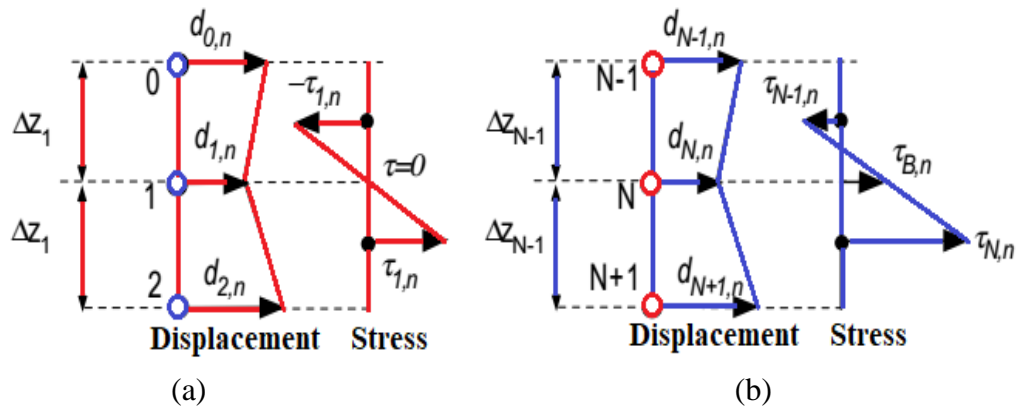 d0,n
0
−τ1,n
Δz1
d1,n
τ=0
1
Δz1
τ1,n
2
d2,n
Displacement Stress
(a)
dN-1,n
N-1
τN-1,n
ΔzN-1
dN,n
τB,n
N
ΔzN-1
τN,n
N+1
dN+1,n
Displacement Stress
(b)